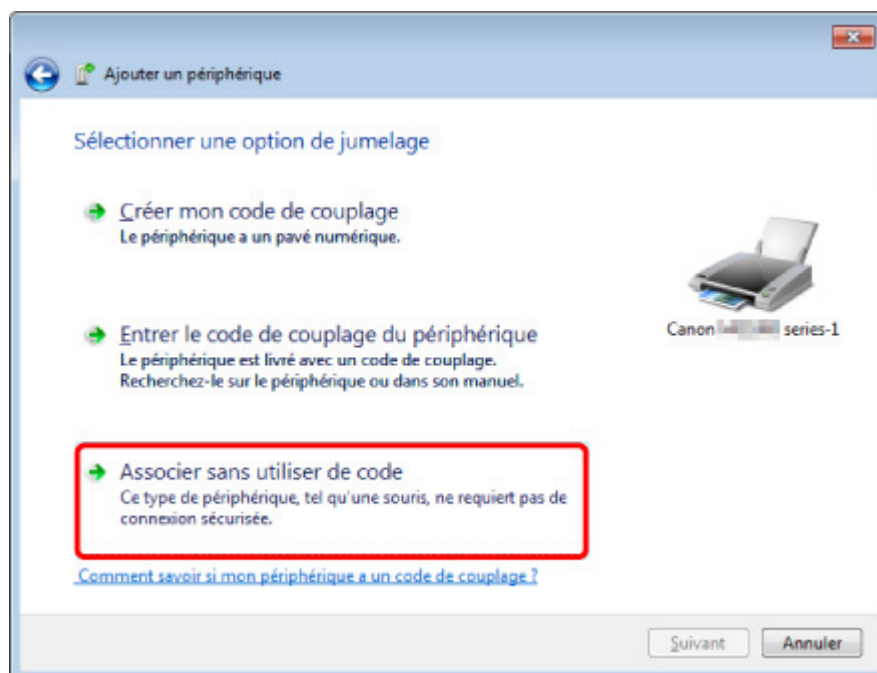 Ajouter un périphérique
Sélectionner une option de jumelage
Créer mon code de couplage
Le périphérique a un pavé numérique.
Entrer le code de couplage du périphérique
Le périphérique est livré avec un code de couplage.
Recherchez-le sur le périphérique ou dans son manuel.
Canon series-1
Associer sans utiliser de code
Ce type de périphérique, tel qu'une souris, ne requiert pas de
connexion sécurisée.
Comment savoir si mon périphérique a un code de couplage ?
Suivant
Annuler